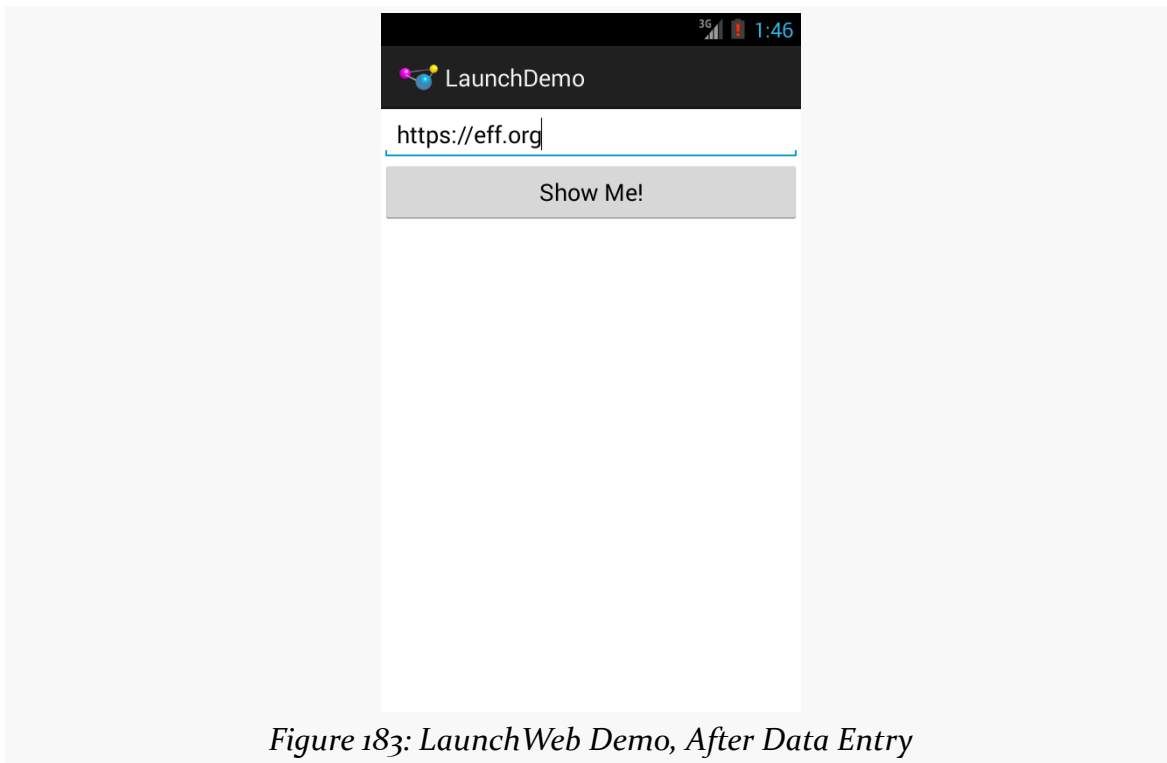 3G 1:46
LaunchDemo
https://eff.org
Show Me!
Figure 183: LaunchWeb Demo, After Data Entry